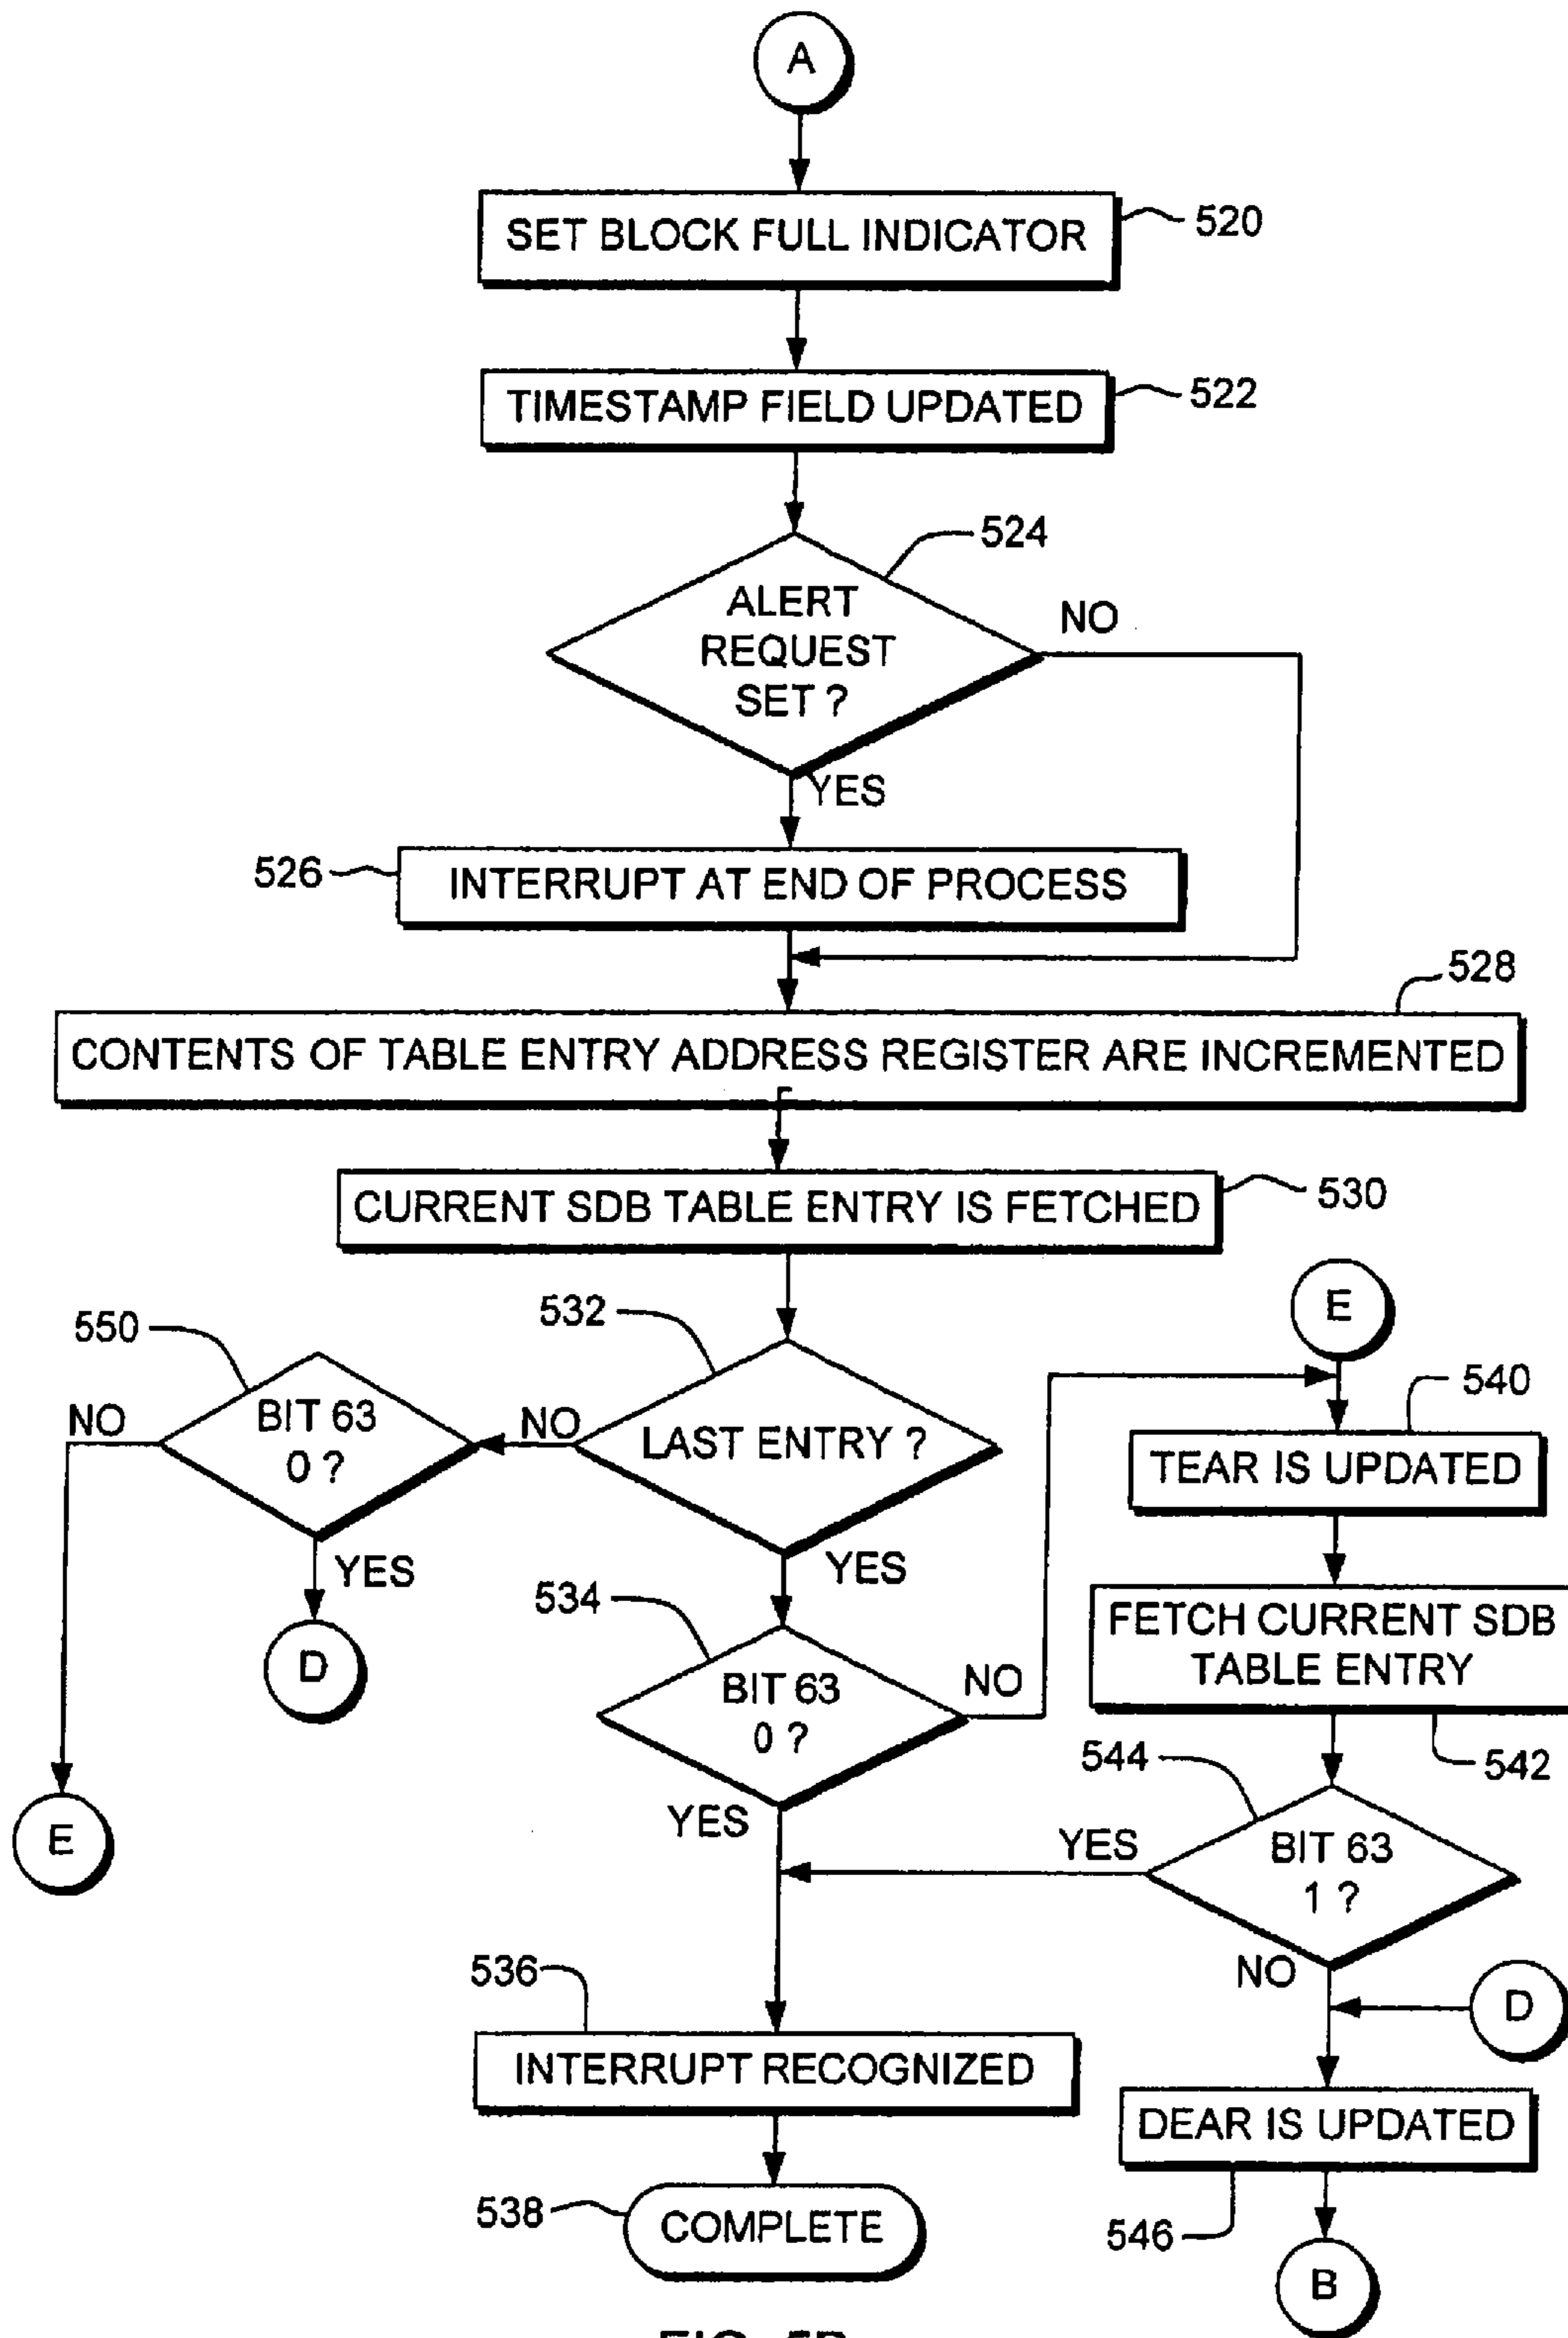 A
SET BLOCK FULL INDICATOR
520
TIMESTAMP FIELD UPDATED
522
524
ALERT
REQUEST
SET ?
NO
YES
526
INTERRUPT AT END OF PROCESS
528
CONTENTS OF TABLE ENTRY ADDRESS REGISTER ARE INCREMENTED
CURRENT SDB TABLE ENTRY IS FETCHED
530
E
550
532
540
NO
BIT 63
0 ?
NO
LAST ENTRY ?
TEAR IS UPDATED
YES
YES
534
FETCH CURRENT SDB
TABLE ENTRY
D
BIT 63
0 ?
NO
544
542
YES
E
YES
BIT 63
1 ?
536
NO
D
INTERRUPT RECOGNIZED
DEAR IS UPDATED
538
COMPLETE
546
B